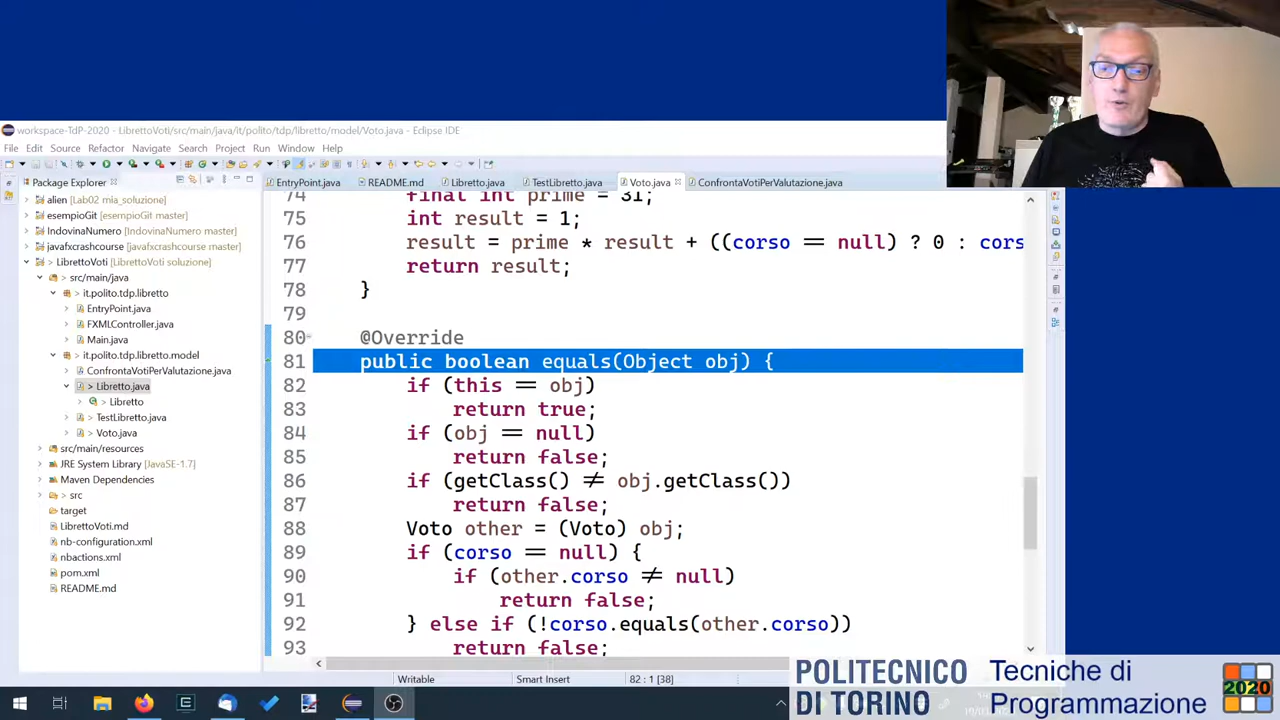 workspace-TdP-2020 - LibrettoVoti/src/main/java/it/polito/tdp/libretto/model/Voto.java - Eclipse IDE
File Edit Source Refactor Navigate Search Project Run Window Help
Package Explorer
EntryPoint.java README.md Libretto.java TestLibretto.java Voto.java ConfrontaVotiPerValutazione.java
alien [Lab02 mia_soluzione]
esempioGit [esempioGit master]
IndovinaNumero [IndovinaNumero master]
javafxcrashcourse [javafxcrashcourse master]
> LibrettoVoti [LibrettoVoti soluzione]
> src/main/java
> it.polito.tdp.libretto
EntryPoint.java
FXMLController.java
Main.java
> it.polito.tdp.libretto.model
ConfrontaVotiPerValutazione.java
> Libretto.java
> Libretto
> TestLibretto.java
> Voto.java
src/main/resources
JRE System Library [JavaSE-1.7]
Maven Dependencies
> src
target
LibrettoVoti.md
nb-configuration.xml
nbactions.xml
pom.xml
README.md
74 final int prime = 31;
75 int result = 1;
76 result = prime * result + ((corso == null) ? 0 : cors
77 return result;
78 }
79
80 @Override
81 public boolean equals(Object obj) {
82 if (this == obj)
83 return true;
84 if (obj == null)
85 return false;
86 if (getClass() ≠ obj.getClass())
87 return false;
88 Voto other = (Voto) obj;
89 if (corso == null) {
90 if (other.corso ≠ null)
91 return false;
92 } else if (!corso.equals(other.corso))
93 return false;
Writable Smart Insert 82 : 1 [38]
POLITECNICO
DI TORINO
Tecniche di
Programmazione
2020